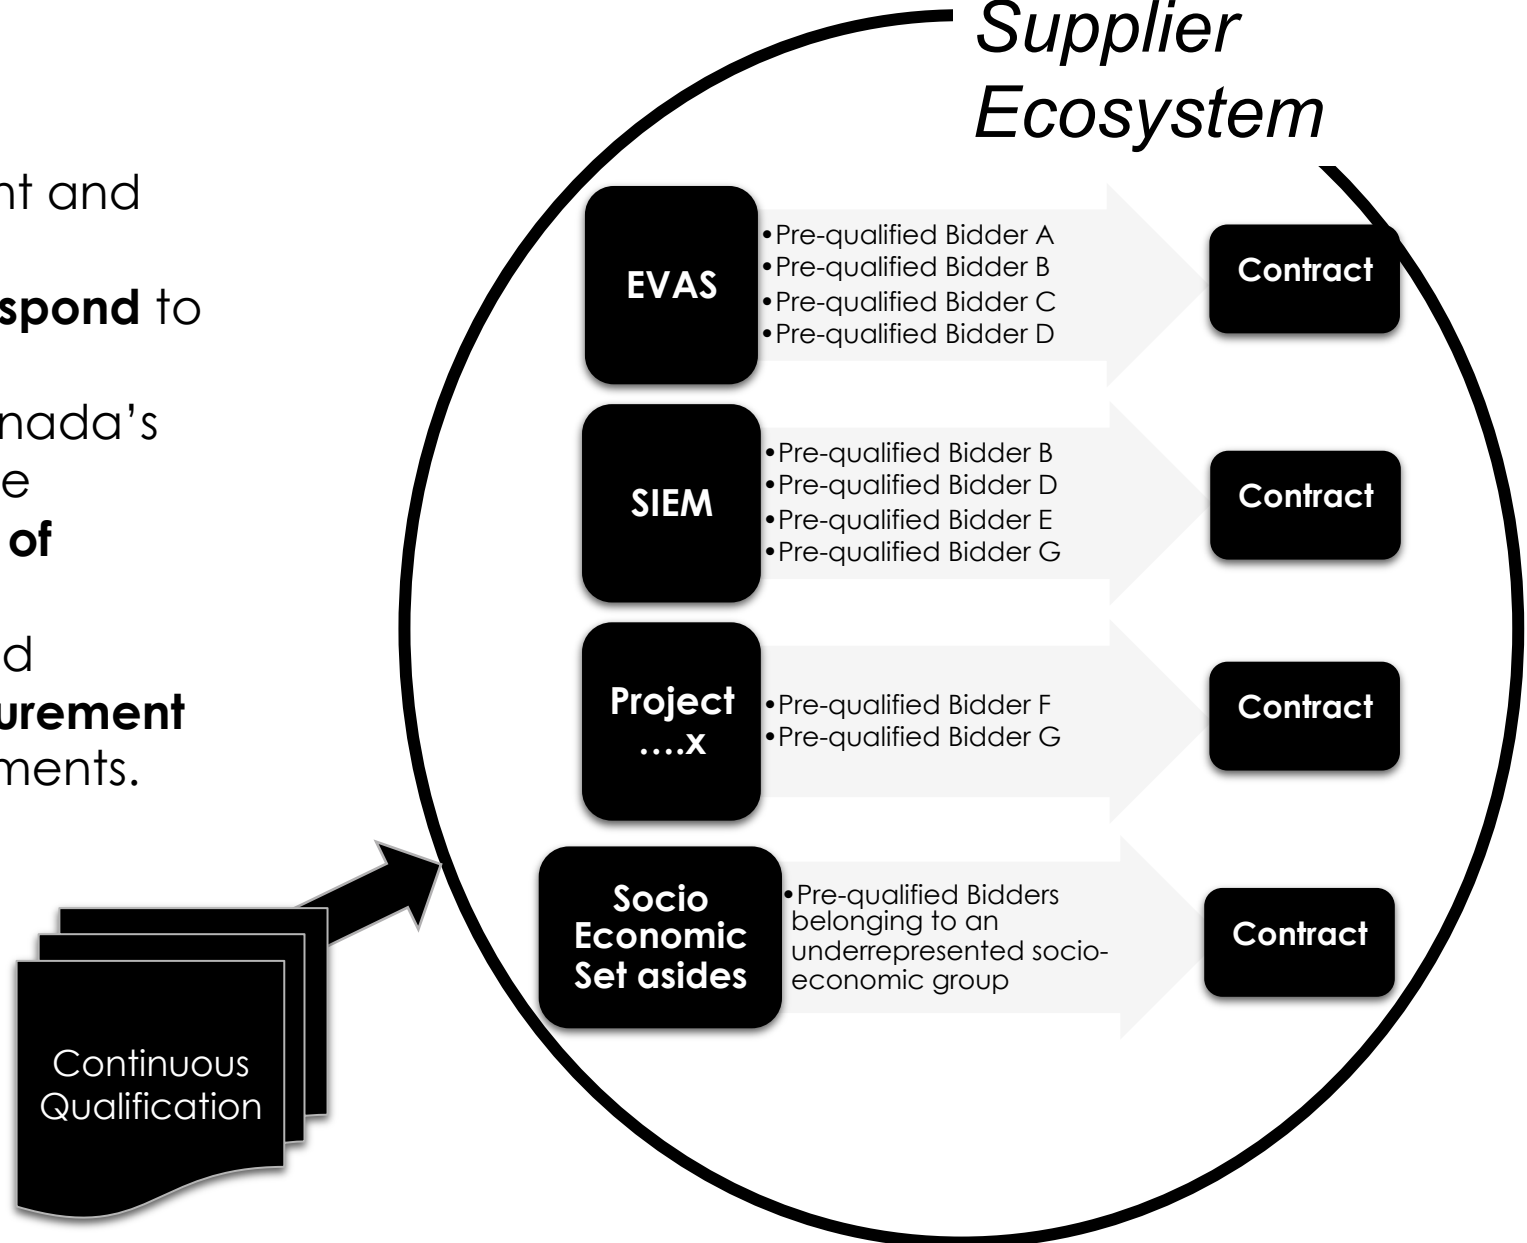 Supplier
Ecosystem
nt and
spond to
nada's
e
of
d
urement
ments.
EVAS
•Pre-qualified Bidder A
•Pre-qualified Bidder B
•Pre-qualified Bidder C
•Pre-qualified Bidder D
Contract
SIEM
•Pre-qualified Bidder B
•Pre-qualified Bidder D
•Pre-qualified Bidder E
•Pre-qualified Bidder G
Contract
Project
....x
•Pre-qualified Bidder F
•Pre-qualified Bidder G
Contract
Socio
Economic
Set asides
•Pre-qualified Bidders
belonging to an
underrepresented socio-
economic group
Contract
Continuous
Qualification